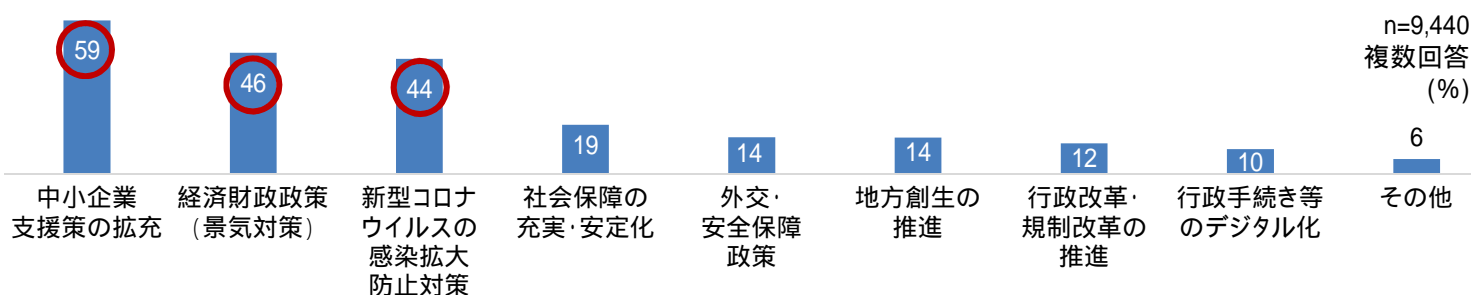 n=9,440
複数回答
(%)
59
46
44
19
14
14
12
10
6
中小企業
支援策の拡充
経済財政政策
(景気対策)
新型コロナ
ウイルスの
感染拡大
防止対策
社会保障の
充実･安定化
外交･
安全保障
政策
地方創生の
推進
行政改革･
規制改革の
推進
行政手続き等
のデジタル化
その他